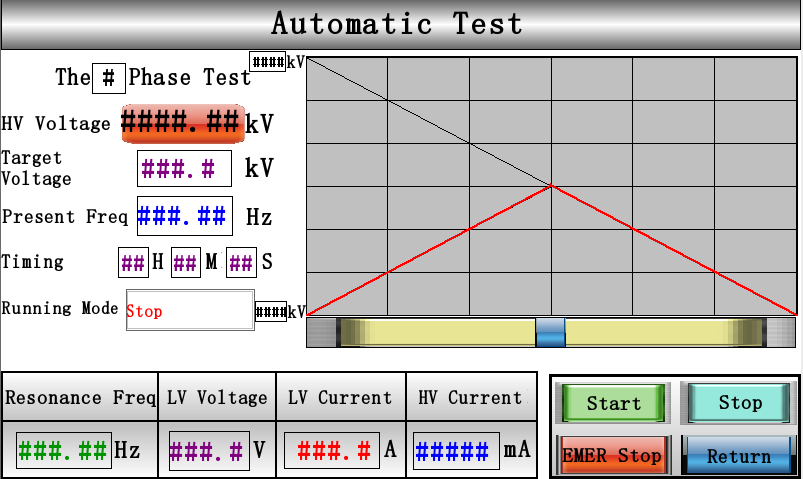 Automatic Test
The # Phase Test
####kV
HV Voltage ####.## kV
Target Voltage ###.# kV
Present Freq ###.## Hz
Timing ## H ## M ## S
Running Mode Stop
####kV
Resonance Freq LV Voltage LV Current HV Current
###.## Hz ###.# V ###.# A ##### mA
Start Stop
EMER Stop Return